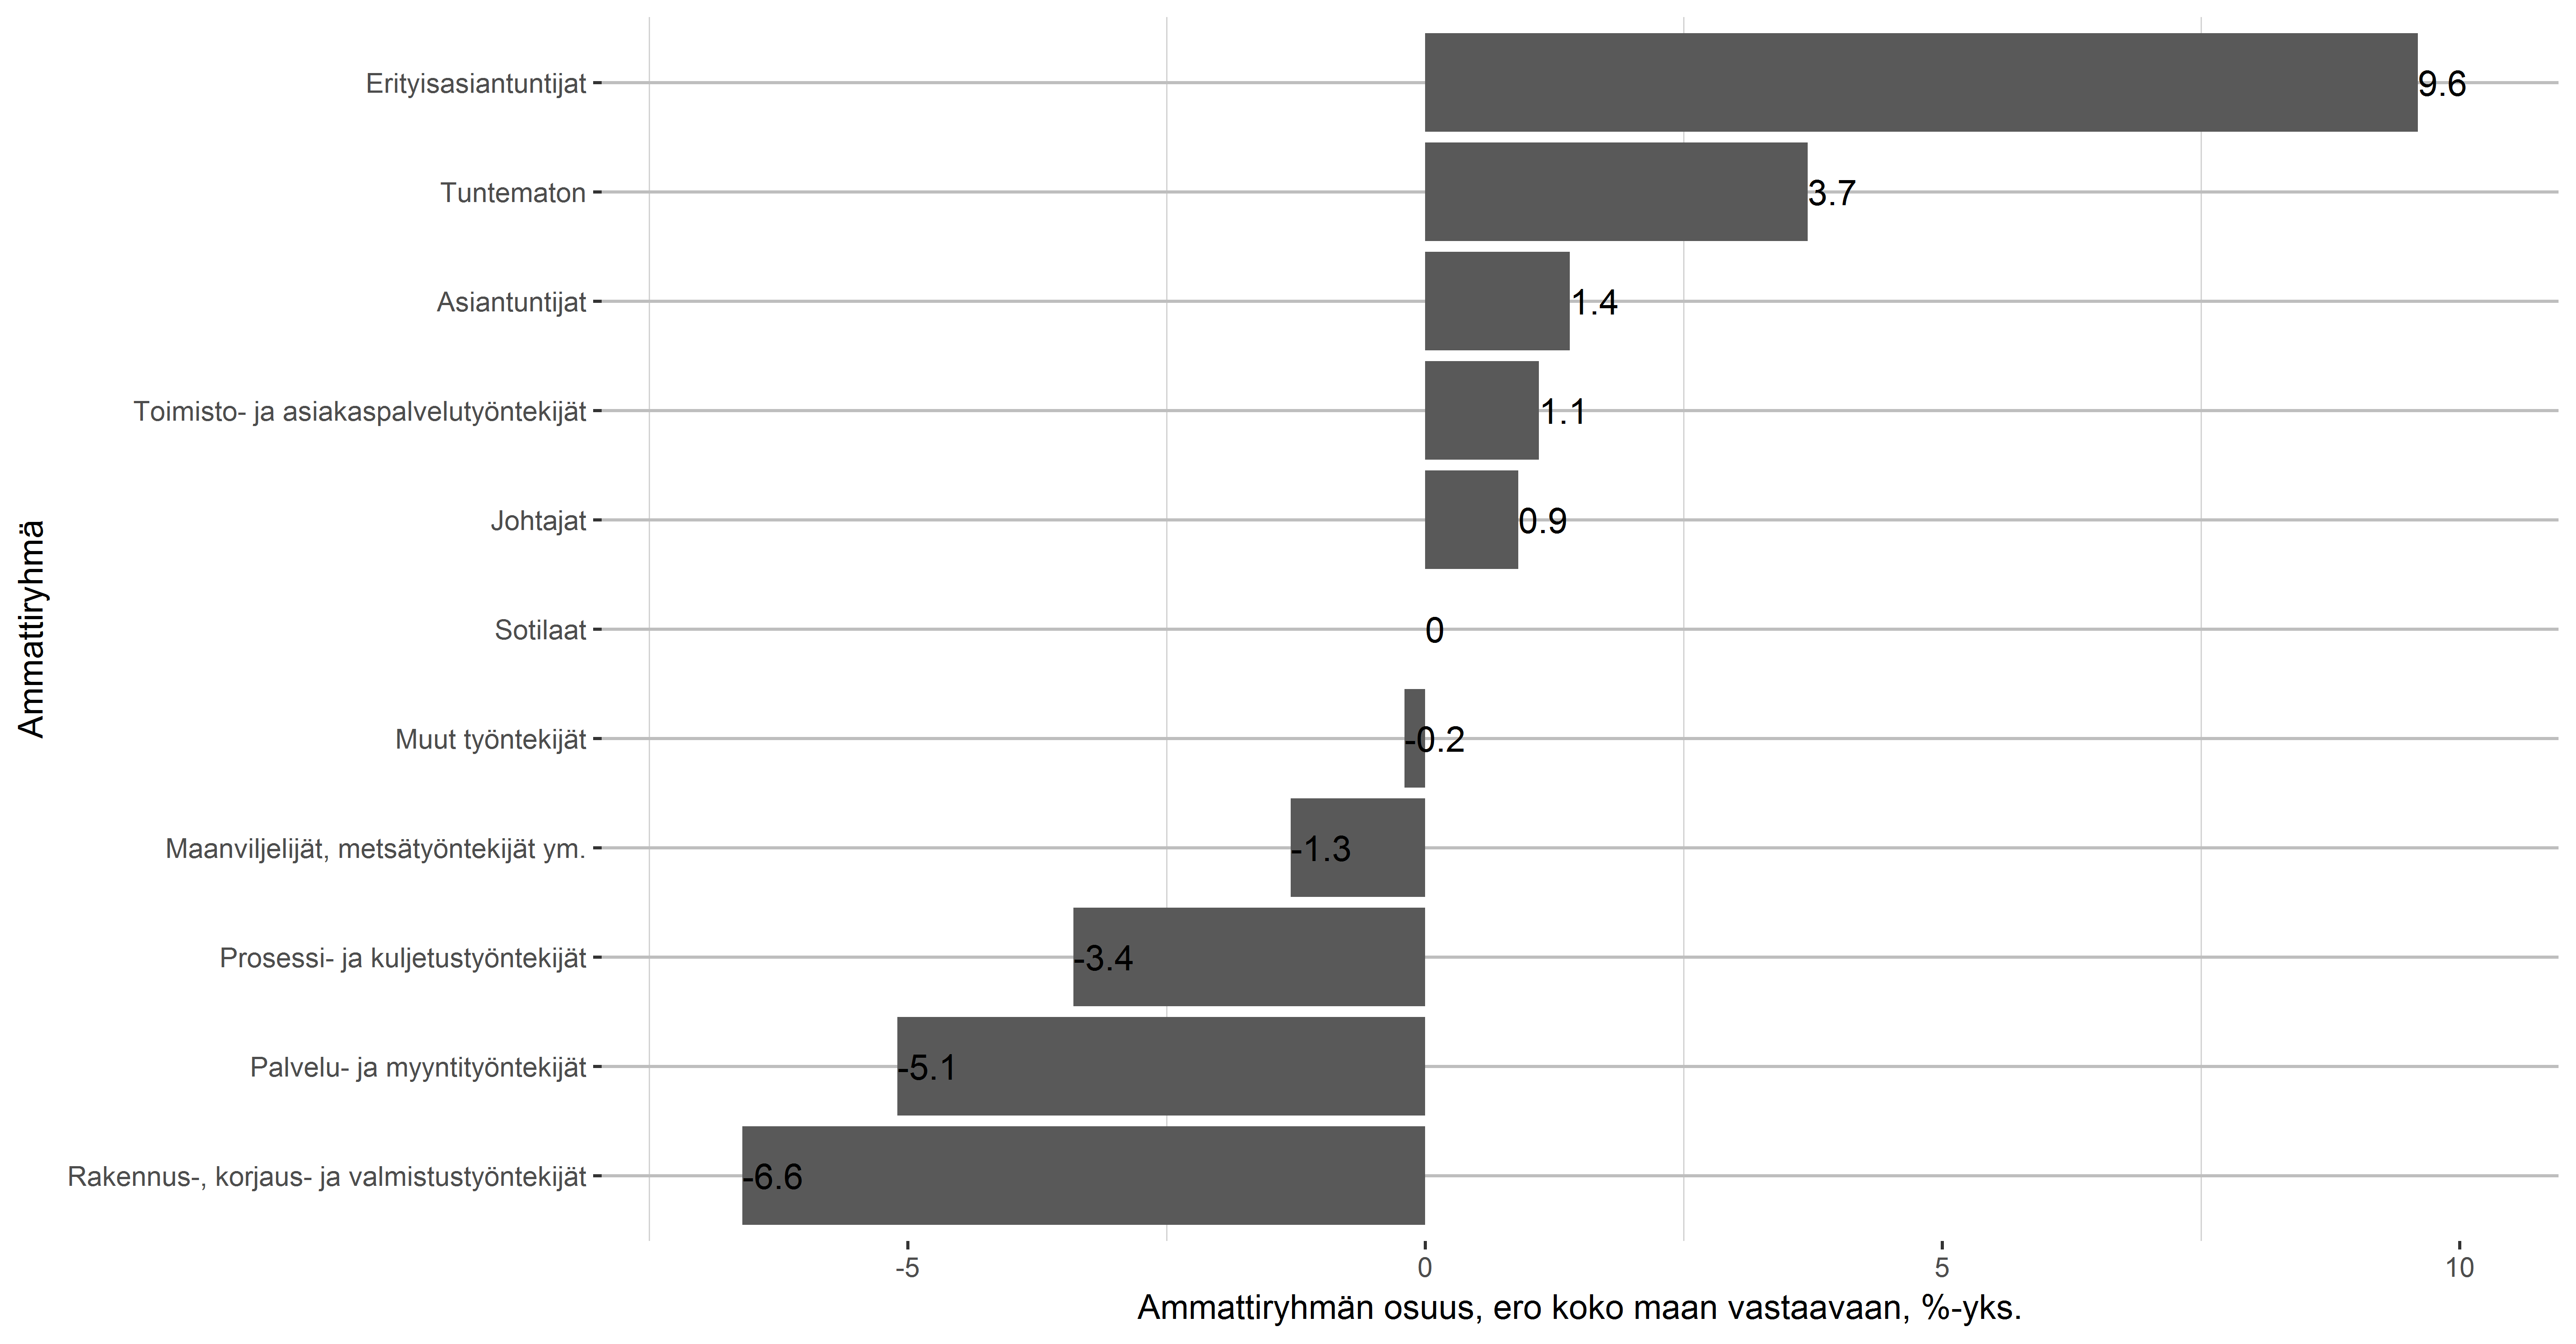 Ammattiryhmä
Erityisasiantuntijat 9.6
Tuntematon 3.7
Asiantuntijat 1.4
Toimisto- ja asiakaspalvelutyöntekijät 1.1
Johtajat 0.9
Sotilaat 0
Muut työntekijät -0.2
Maanviljelijät, metsätyöntekijät ym. -1.3
Prosessi- ja kuljetustyöntekijät -3.4
Palvelu- ja myyntityöntekijät -5.1
Rakennus-, korjaus- ja valmistustyöntekijät -6.6
-5 0 5 10
Ammattiryhmän osuus, ero koko maan vastaavaan, %-yks.